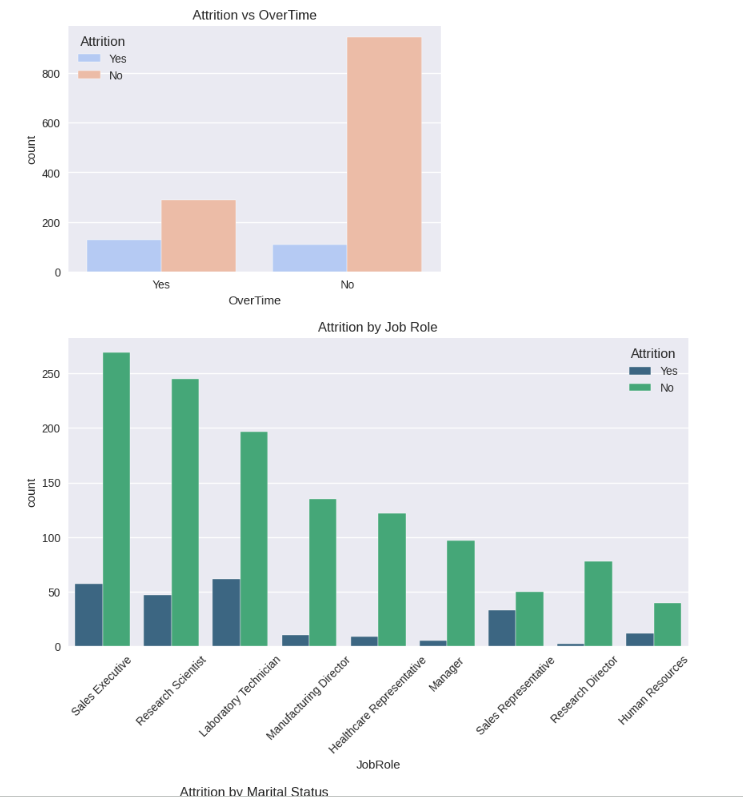 Attrition vs OverTime
Attrition
Yes
No
800
600
400
200
0
count
Yes
No
OverTime
Attrition by Job Role
Attrition
Yes
No
250
200
150
100
50
0
count
Sales Executive
Research Scientist
Laboratory Technician
Manufacturing Director
Healthcare Representative
Manager
Sales Representative
Research Director
Human Resources
JobRole
Attrition by Marital Status